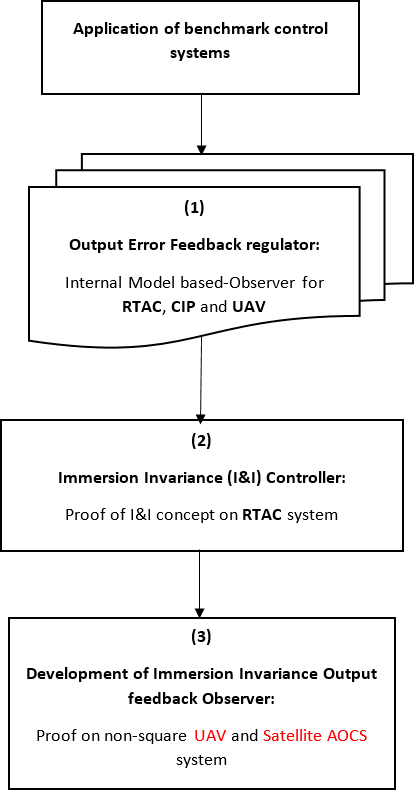 Application of benchmark control
systems
(1)
Output Error Feedback regulator:
Internal Model based-Observer for
RTAC, CIP and UAV
(2)
Immersion Invariance (I&I) Controller:
Proof of I&I concept on RTAC system
(3)
Development of Immersion Invariance Output
feedback Observer:
Proof on non-square UAV and Satellite AOCS
system